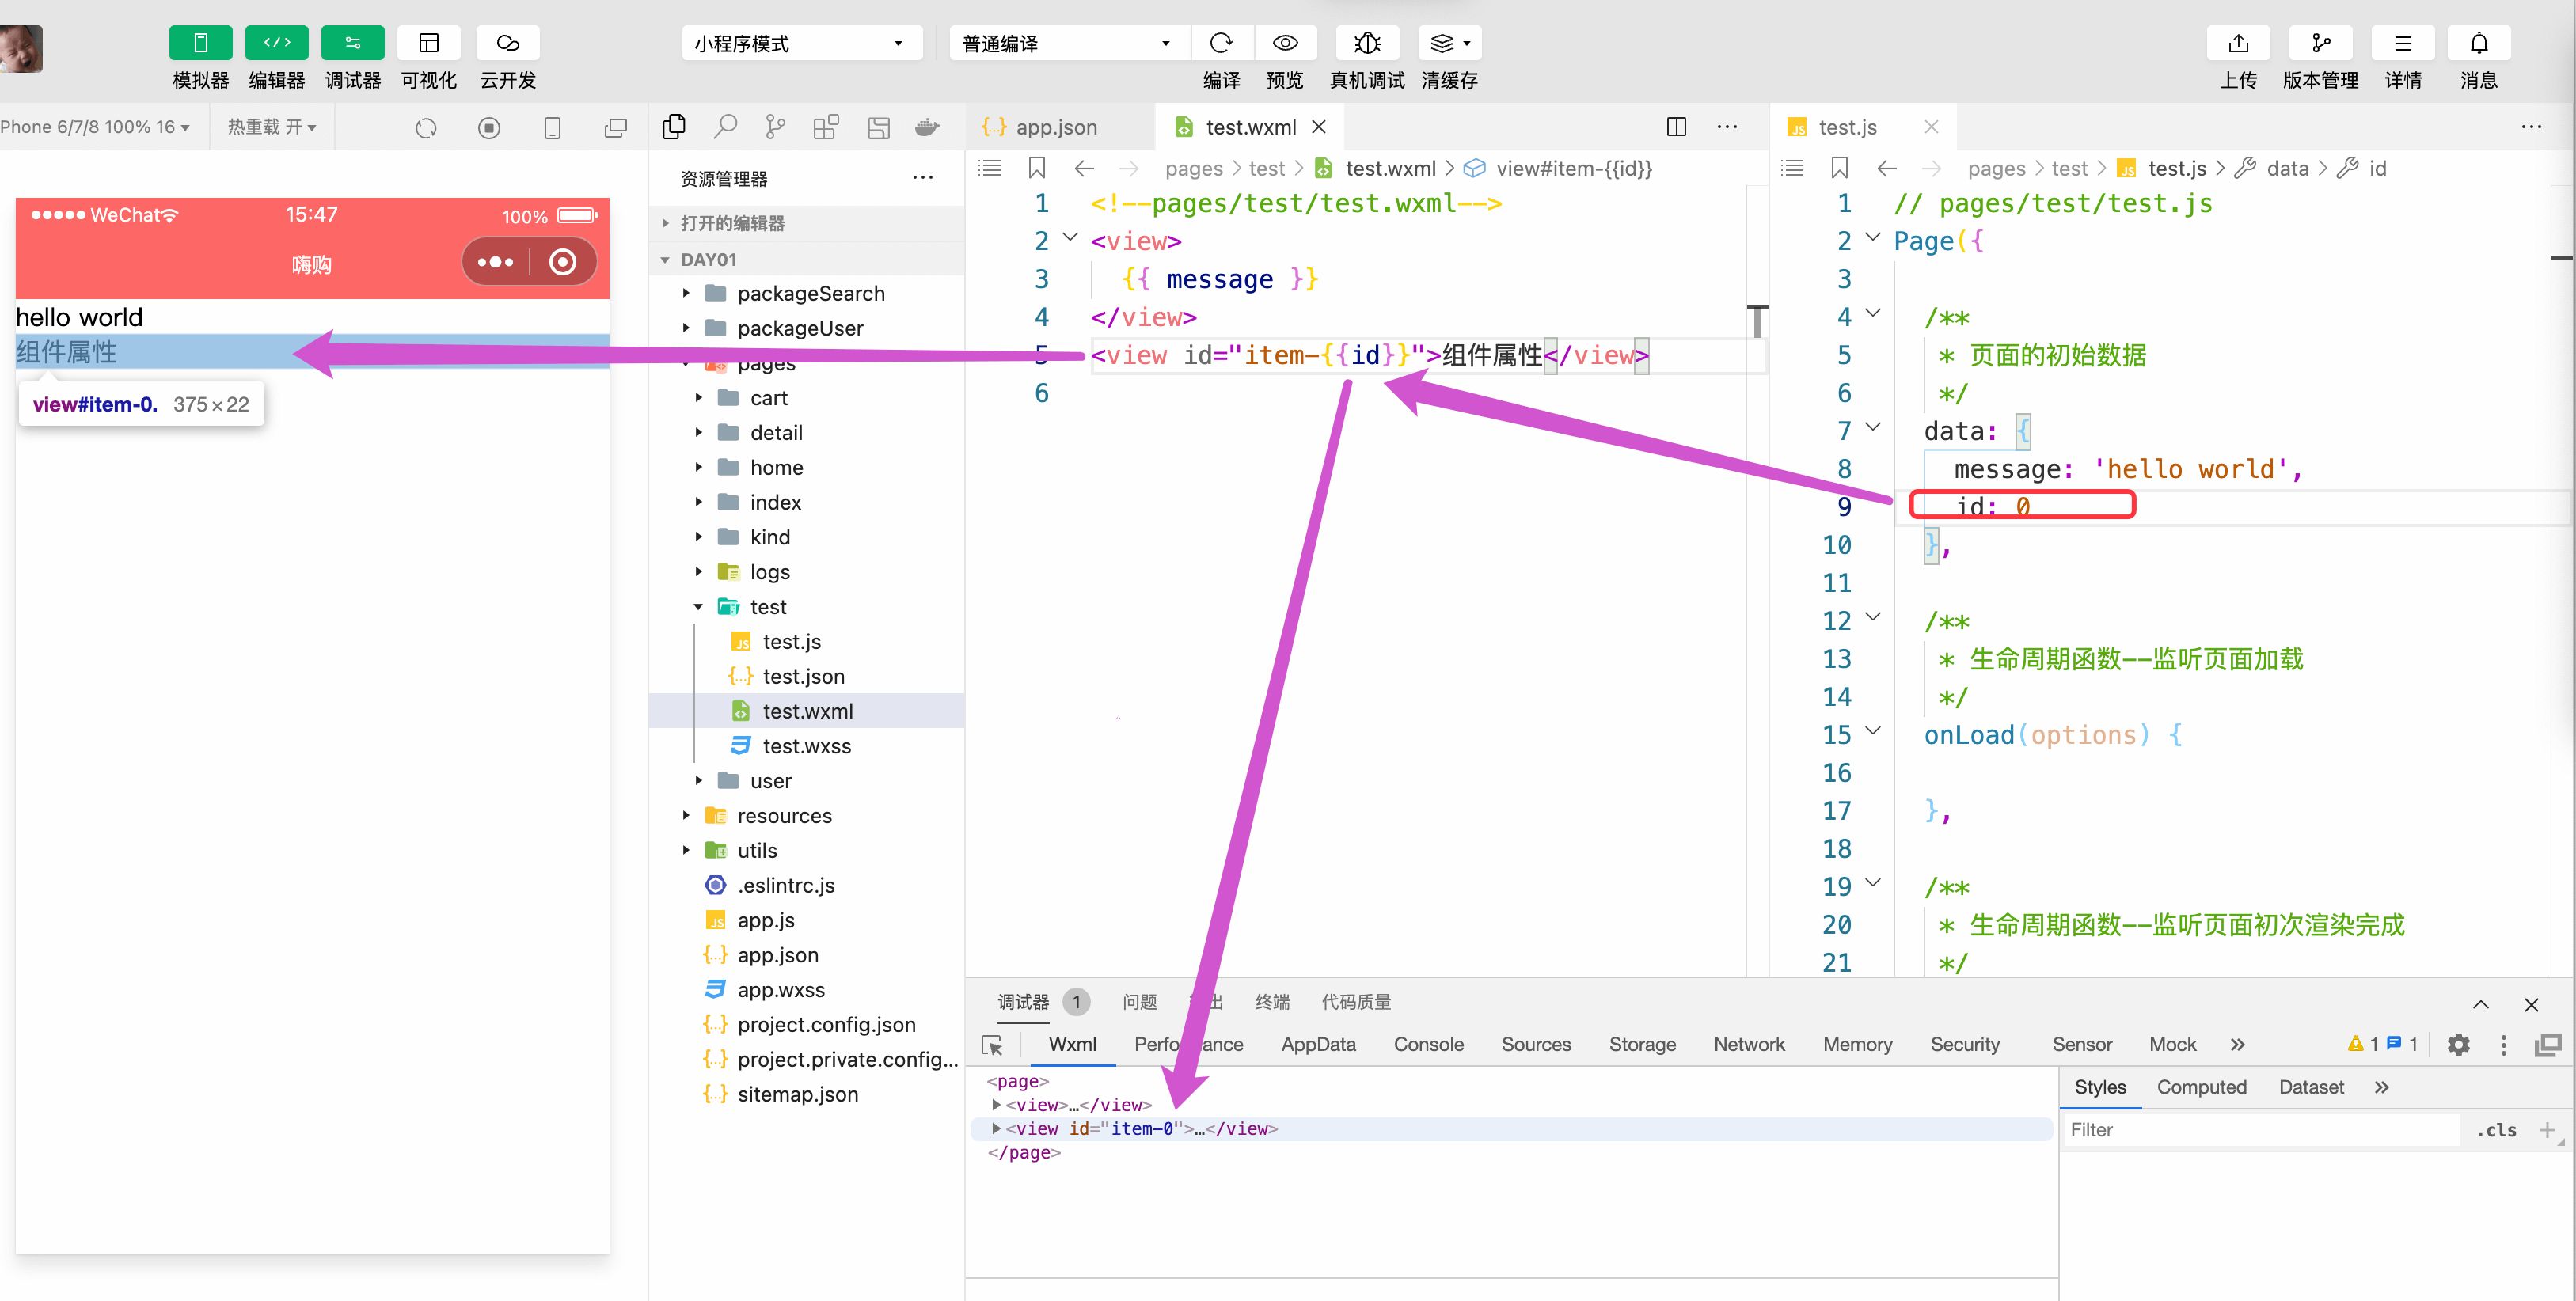 模拟器 编辑器 调试器 可视化 云开发
小程序模式 普通编译
编译 预览 真机调试 清缓存
上传 版本管理 详情 消息
Phone 6/7/8 100% 16 热重载 开
WeChat 15:47 100%
嗨购
hello world
组件属性
view#item-0. 375×22
资源管理器
打开的编辑器
DAY01
packageSearch
packageUser
pages
cart
detail
home
index
kind
logs
test
test.js
test.json
test.wxml
test.wxss
user
resources
utils
.eslintrc.js
app.js
app.json
app.wxss
project.config.json
project.private.config...
sitemap.json
app.json test.wxml
pages > test > test.wxml > view#item-{{id}}
1 <!--pages/test/test.wxml-->
2 <view>
3 {{ message }}
4 </view>
5 <view id="item-{{id}}">组件属性</view>
6
test.js
pages > test > test.js > data > id
1 // pages/test/test.js
2 Page({
3
4 /**
5 * 页面的初始数据
6 */
7 data: {
8 message: 'hello world',
9 id: 0
10 },
11
12 /**
13 * 生命周期函数--监听页面加载
14 */
15 onLoad(options) {
16
17 },
18
19 /**
20 * 生命周期函数--监听页面初次渲染完成
21 */
调试器 1 问题 出 终端 代码质量
Wxml Performance AppData Console Sources Storage Network Memory Security Sensor Mock 1 1
<page>
<view>…</view>
<view id="item-0">…</view>
</page>
Styles Computed Dataset
Filter .cls